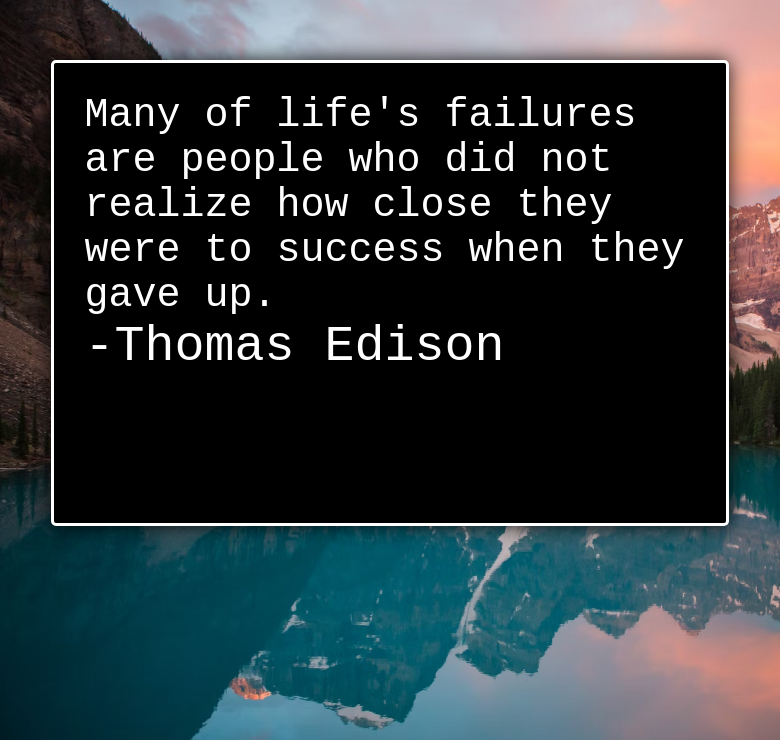 Many of life's failures
are people who did not
realize how close they
were to success when they
gave up.
-Thomas Edison